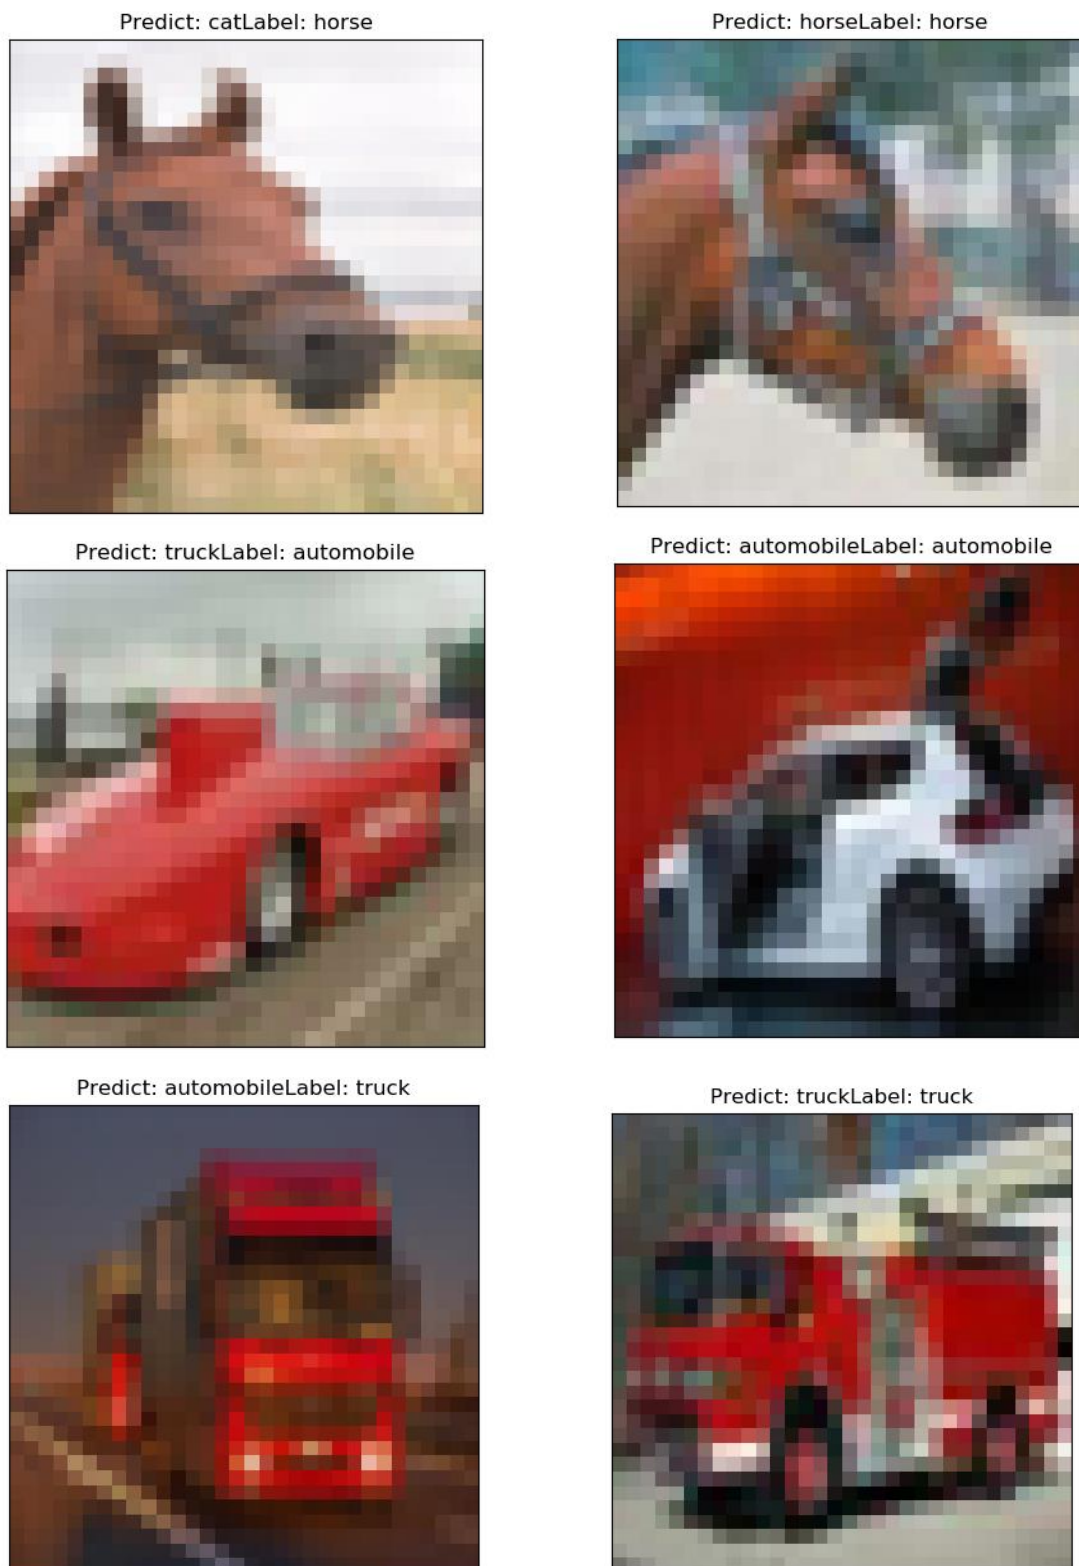 Predict: catLabel: horse
Predict: horseLabel: horse
Predict: truckLabel: automobile
Predict: automobileLabel: automobile
Predict: automobileLabel: truck
Predict: truckLabel: truck